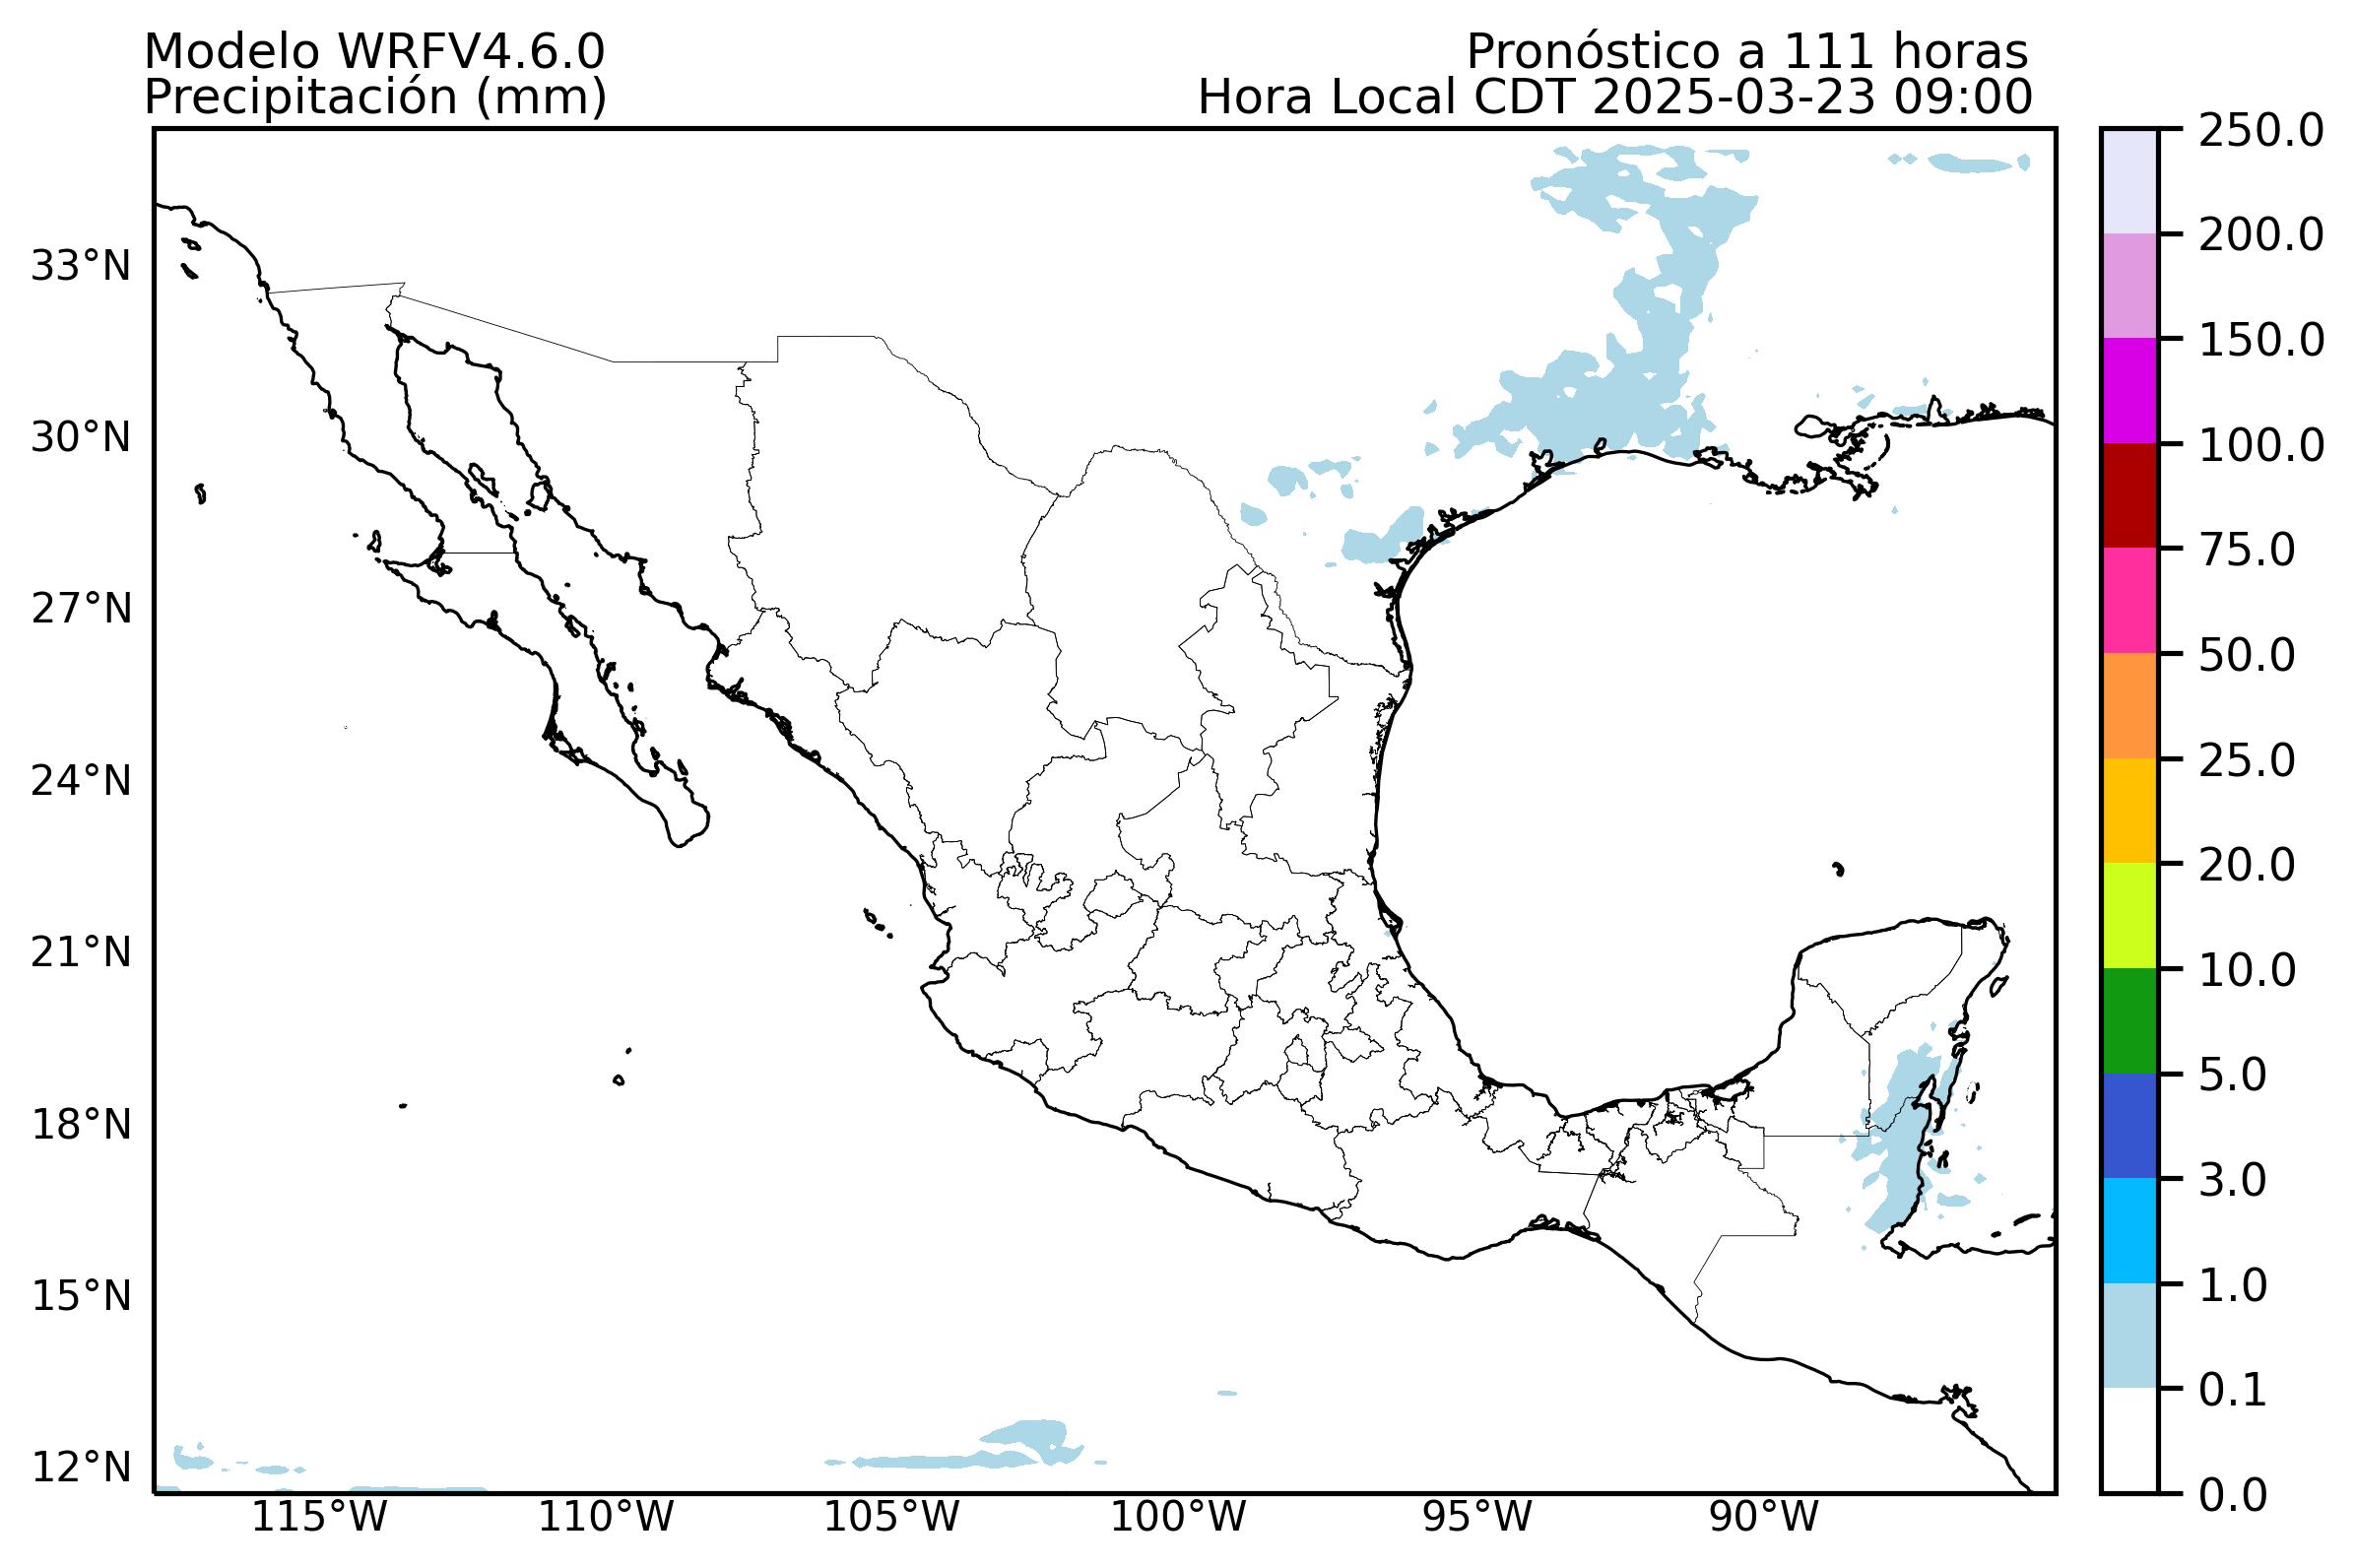 Modelo WRFV4.6.0
Precipitación (mm)
Pronóstico a 111 horas
Hora Local CDT 2025-03-23 09:00
33°N
30°N
27°N
24°N
21°N
18°N
15°N
12°N
115°W
110°W
105°W
100°W
95°W
90°W
250.0
200.0
150.0
100.0
75.0
50.0
25.0
20.0
10.0
5.0
3.0
1.0
0.1
0.0